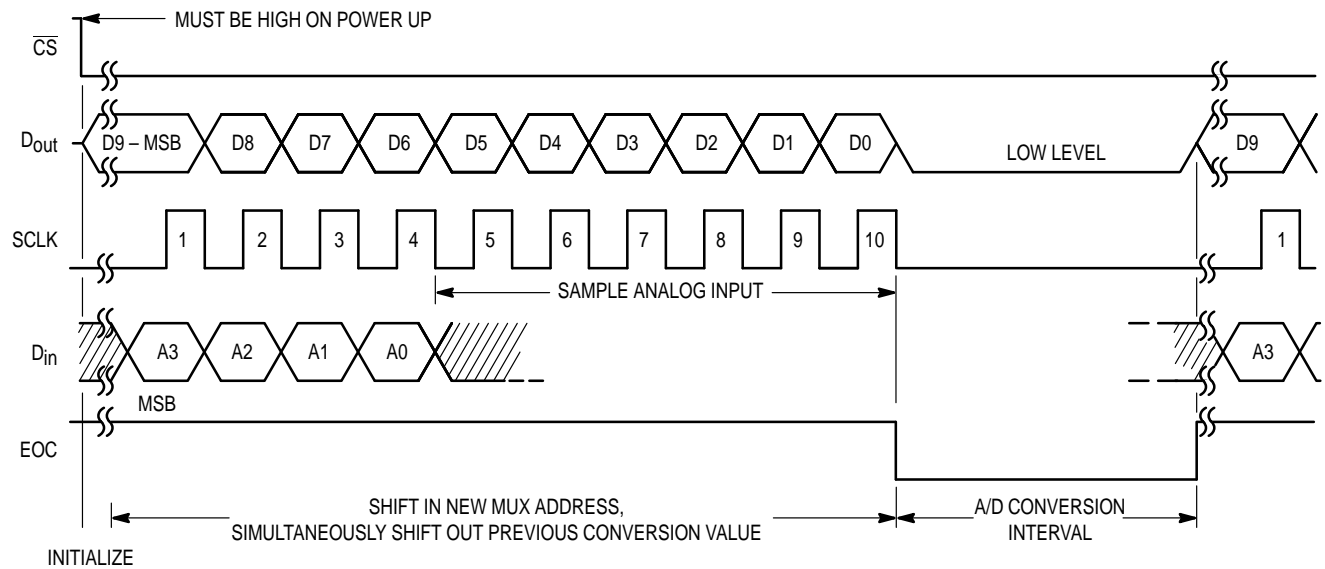 MUST BE HIGH ON POWER UP
CS
Dout
D9 – MSB
D8
D7
D6
D5
D4
D3
D2
D1
D0
LOW LEVEL
D9
SCLK
1
2
3
4
5
6
7
8
9
10
1
SAMPLE ANALOG INPUT
Din
A3
A2
A1
A0
A3
MSB
EOC
SHIFT IN NEW MUX ADDRESS,
SIMULTANEOUSLY SHIFT OUT PREVIOUS CONVERSION VALUE
A/D CONVERSION
INTERVAL
INITIALIZE